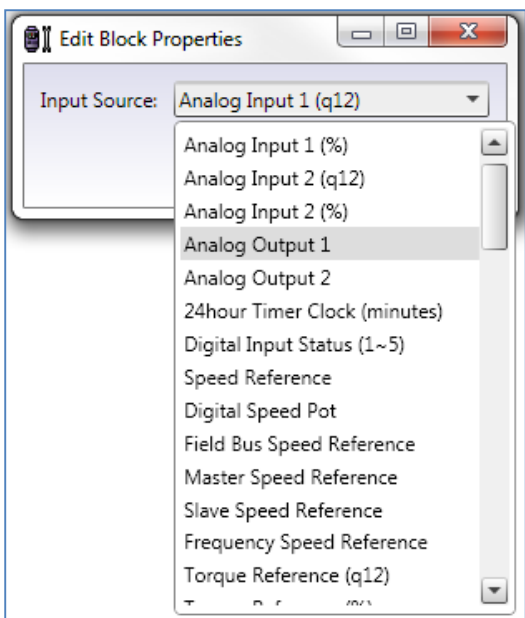 Edit Block Properties
Input Source: Analog Input 1 (q12)
Analog Input 1 (%)
Analog Input 2 (q12)
Analog Input 2 (%)
Analog Output 1
Analog Output 2
24hour Timer Clock (minutes)
Digital Input Status (1~5)
Speed Reference
Digital Speed Pot
Field Bus Speed Reference
Master Speed Reference
Slave Speed Reference
Frequency Speed Reference
Torque Reference (q12)